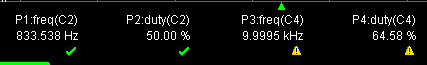 P1:freq(C2) P2:duty(C2) P3:freq(C4) P4:duty(C4)
833.538 Hz 50.00 % 9.9995 kHz 64.58 %